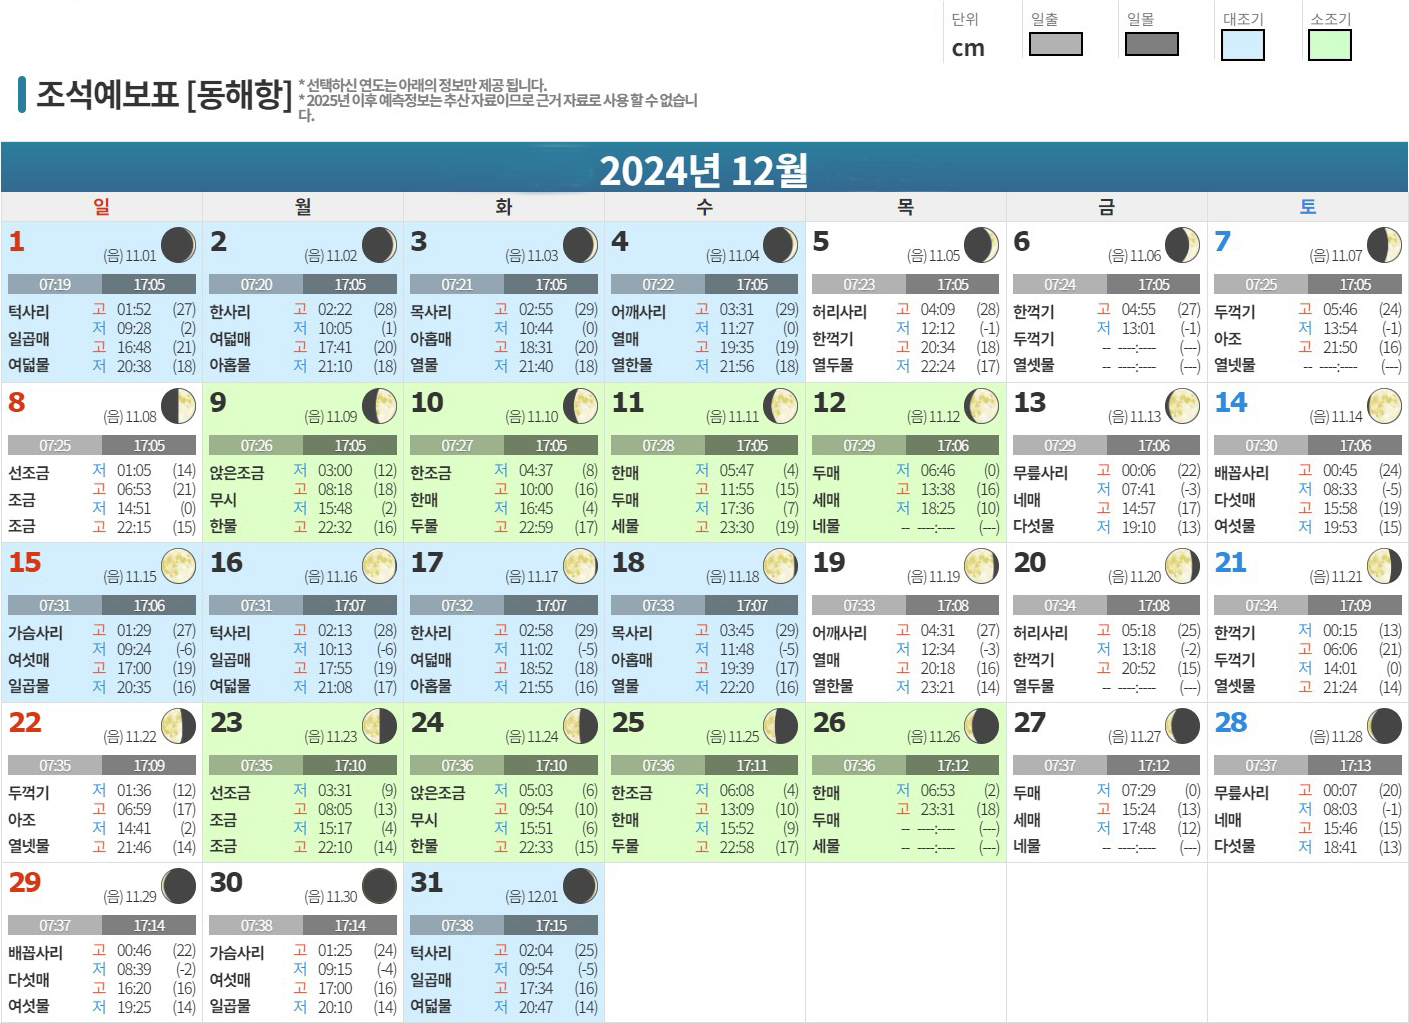 단위 일출 일몰 대조기 소조기
cm
조석예보표 [동해항]
* 선택하신 연도는 아래의 정보만 제공 됩니다.
* 2025년 이후 예측정보는 추산 자료이므로 근거 자료로 사용 할 수 없습니
다.
2024년 12월
일 월 화 수 목 금 토
1 (음) 11.01
07:19 17:05
턱사리 일곱매 여덟물
고 01:52 (27)
저 09:28 (2)
고 16:48 (21)
저 20:38 (18)
2 (음) 11.02
07:20 17:05
한사리 여덟매 아홉물
고 02:22 (28)
저 10:05 (1)
고 17:41 (20)
저 21:10 (18)
3 (음) 11.03
07:21 17:05
목사리 아홉매 열물
고 02:55 (29)
저 10:44 (0)
고 18:31 (20)
저 21:40 (18)
4 (음) 11.04
07:22 17:05
어깨사리 열매 열한물
고 03:31 (29)
저 11:27 (0)
고 19:35 (19)
저 21:56 (18)
5 (음) 11.05
07:23 17:05
허리사리 한꺽기 열두물
고 04:09 (28)
저 12:12 (-1)
고 20:34 (18)
저 22:24 (17)
6 (음) 11.06
07:24 17:05
한꺽기 두꺽기 열셋물
고 04:55 (27)
저 13:01 (-1)
-- ----:---- (---)
-- ----:---- (---)
7 (음) 11.07
07:25 17:05
두꺽기 아조 열넷물
고 05:46 (24)
저 13:54 (-1)
고 21:50 (16)
-- ----:---- (---)
8 (음) 11.08
07:25 17:05
선조금 조금 조금
저 01:05 (14)
고 06:53 (21)
저 14:51 (0)
고 22:15 (15)
9 (음) 11.09
07:26 17:05
앉은조금 무시 한물
저 03:00 (12)
고 08:18 (18)
저 15:48 (2)
고 22:32 (16)
10 (음) 11.10
07:27 17:05
한조금 한매 두물
저 04:37 (8)
고 10:00 (16)
저 16:45 (4)
고 22:59 (17)
11 (음) 11.11
07:28 17:05
한매 두매 세물
저 05:47 (4)
고 11:55 (15)
저 17:36 (7)
고 23:30 (19)
12 (음) 11.12
07:29 17:06
두매 세매 네물
저 06:46 (0)
고 13:38 (16)
저 18:25 (10)
-- ----:---- (---)
13 (음) 11.13
07:29 17:06
무릎사리 네매 다섯물
고 00:06 (22)
저 07:41 (-3)
고 14:57 (17)
저 19:10 (13)
14 (음) 11.14
07:30 17:06
배꼽사리 다섯매 여섯물
고 00:45 (24)
저 08:33 (-5)
고 15:58 (19)
저 19:53 (15)
15 (음) 11.15
07:31 17:06
가슴사리 여섯매 일곱물
고 01:29 (27)
저 09:24 (-6)
고 17:00 (19)
저 20:35 (16)
16 (음) 11.16
07:31 17:07
턱사리 일곱매 여덟물
고 02:13 (28)
저 10:13 (-6)
고 17:55 (19)
저 21:08 (17)
17 (음) 11.17
07:32 17:07
한사리 여덟매 아홉물
고 02:58 (29)
저 11:02 (-5)
고 18:52 (18)
저 21:55 (16)
18 (음) 11.18
07:33 17:07
목사리 아홉매 열물
고 03:45 (29)
저 11:48 (-5)
고 19:39 (17)
저 22:20 (16)
19 (음) 11.19
07:33 17:08
어깨사리 열매 열한물
고 04:31 (27)
저 12:34 (-3)
고 20:18 (16)
저 23:21 (14)
20 (음) 11.20
07:34 17:08
허리사리 한꺽기 열두물
고 05:18 (25)
저 13:18 (-2)
고 20:52 (15)
-- ----:---- (---)
21 (음) 11.21
07:34 17:09
한꺽기 두꺽기 열셋물
저 00:15 (13)
고 06:06 (21)
저 14:01 (0)
고 21:24 (14)
22 (음) 11.22
07:35 17:09
두꺽기 아조 열넷물
저 01:36 (12)
고 06:59 (17)
저 14:41 (2)
고 21:46 (14)
23 (음) 11.23
07:35 17:10
선조금 조금 조금
저 03:31 (9)
고 08:05 (13)
저 15:17 (4)
고 22:10 (14)
24 (음) 11.24
07:36 17:10
앉은조금 무시 한물
저 05:03 (6)
고 09:54 (10)
저 15:51 (6)
고 22:33 (15)
25 (음) 11.25
07:36 17:11
한조금 한매 두물
저 06:08 (4)
고 13:09 (10)
저 15:52 (9)
고 22:58 (17)
26 (음) 11.26
07:36 17:12
한매 두매 세물
저 06:53 (2)
고 23:31 (18)
-- ----:---- (---)
-- ----:---- (---)
27 (음) 11.27
07:37 17:12
두매 세매 네물
저 07:29 (0)
고 15:24 (13)
저 17:48 (12)
-- ----:---- (---)
28 (음) 11.28
07:37 17:13
무릎사리 네매 다섯물
고 00:07 (20)
저 08:03 (-1)
고 15:46 (15)
저 18:41 (13)
29 (음) 11.29
07:37 17:14
배꼽사리 다섯매 여섯물
고 00:46 (22)
저 08:39 (-2)
고 16:20 (16)
저 19:25 (14)
30 (음) 11.30
07:38 17:14
가슴사리 여섯매 일곱물
고 01:25 (24)
저 09:15 (-4)
고 17:00 (16)
저 20:10 (14)
31 (음) 12.01
07:38 17:15
턱사리 일곱매 여덟물
고 02:04 (25)
저 09:54 (-5)
고 17:34 (16)
저 20:47 (14)